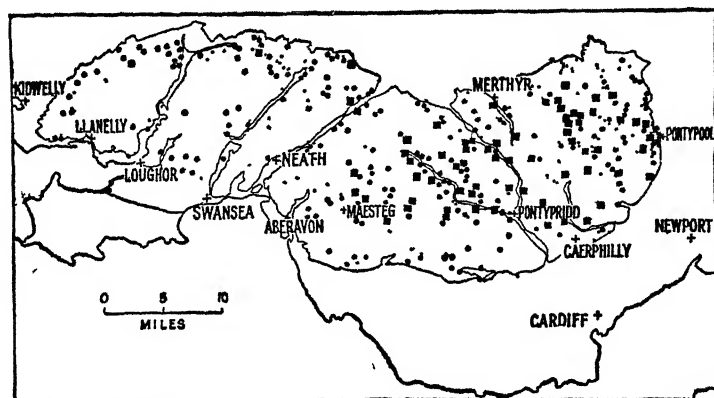 KIDWELLY
MERTHYR
LLANELLY
PONTYPOOL
LOUGHOR
NEATH
SWANSEA
MAESTEG
PONTYPRIDD
ABERAVON
NEWPORT
CAERPHILLY
0 5 10
MILES
CARDIFF